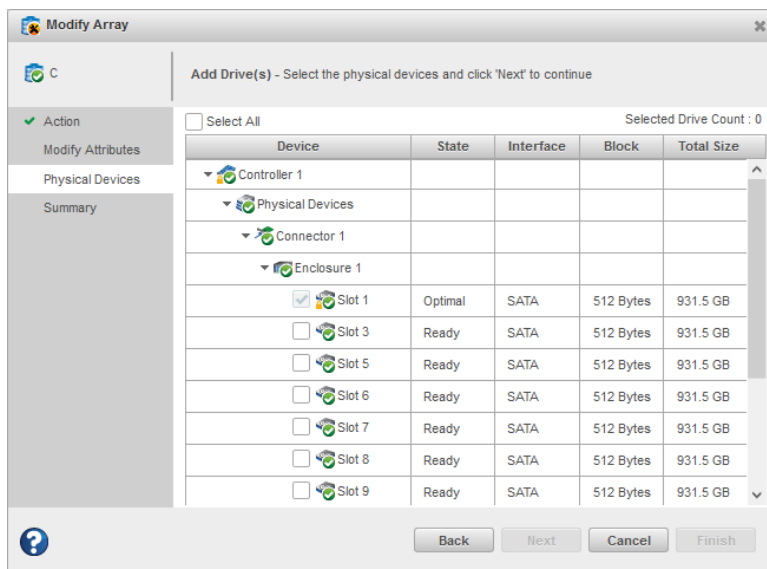 Modify Array
C
Add Drive(s) - Select the physical devices and click 'Next' to continue
Action
Modify Attributes
Physical Devices
Summary
Select All
Selected Drive Count : 0
Device State Interface Block Total Size
Controller 1
Physical Devices
Connector 1
Enclosure 1
Slot 1 Optimal SATA 512 Bytes 931.5 GB
Slot 3 Ready SATA 512 Bytes 931.5 GB
Slot 5 Ready SATA 512 Bytes 931.5 GB
Slot 6 Ready SATA 512 Bytes 931.5 GB
Slot 7 Ready SATA 512 Bytes 931.5 GB
Slot 8 Ready SATA 512 Bytes 931.5 GB
Slot 9 Ready SATA 512 Bytes 931.5 GB
? Back Next Cancel Finish